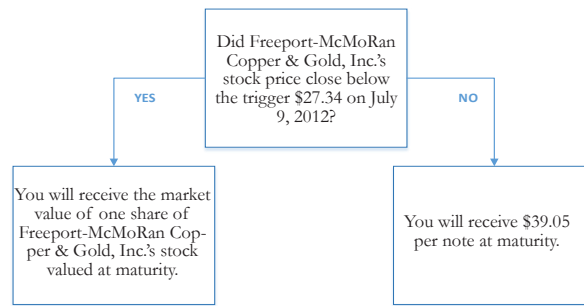 Did Freeport-McMoRan
Copper & Gold, Inc.'s
stock price close below
the trigger $27.34 on July
9, 2012?
YES
NO
You will receive the market
value of one share of
Freeport-McMoRan Cop-
per & Gold, Inc.'s stock
valued at maturity.
You will receive $39.05
per note at maturity.